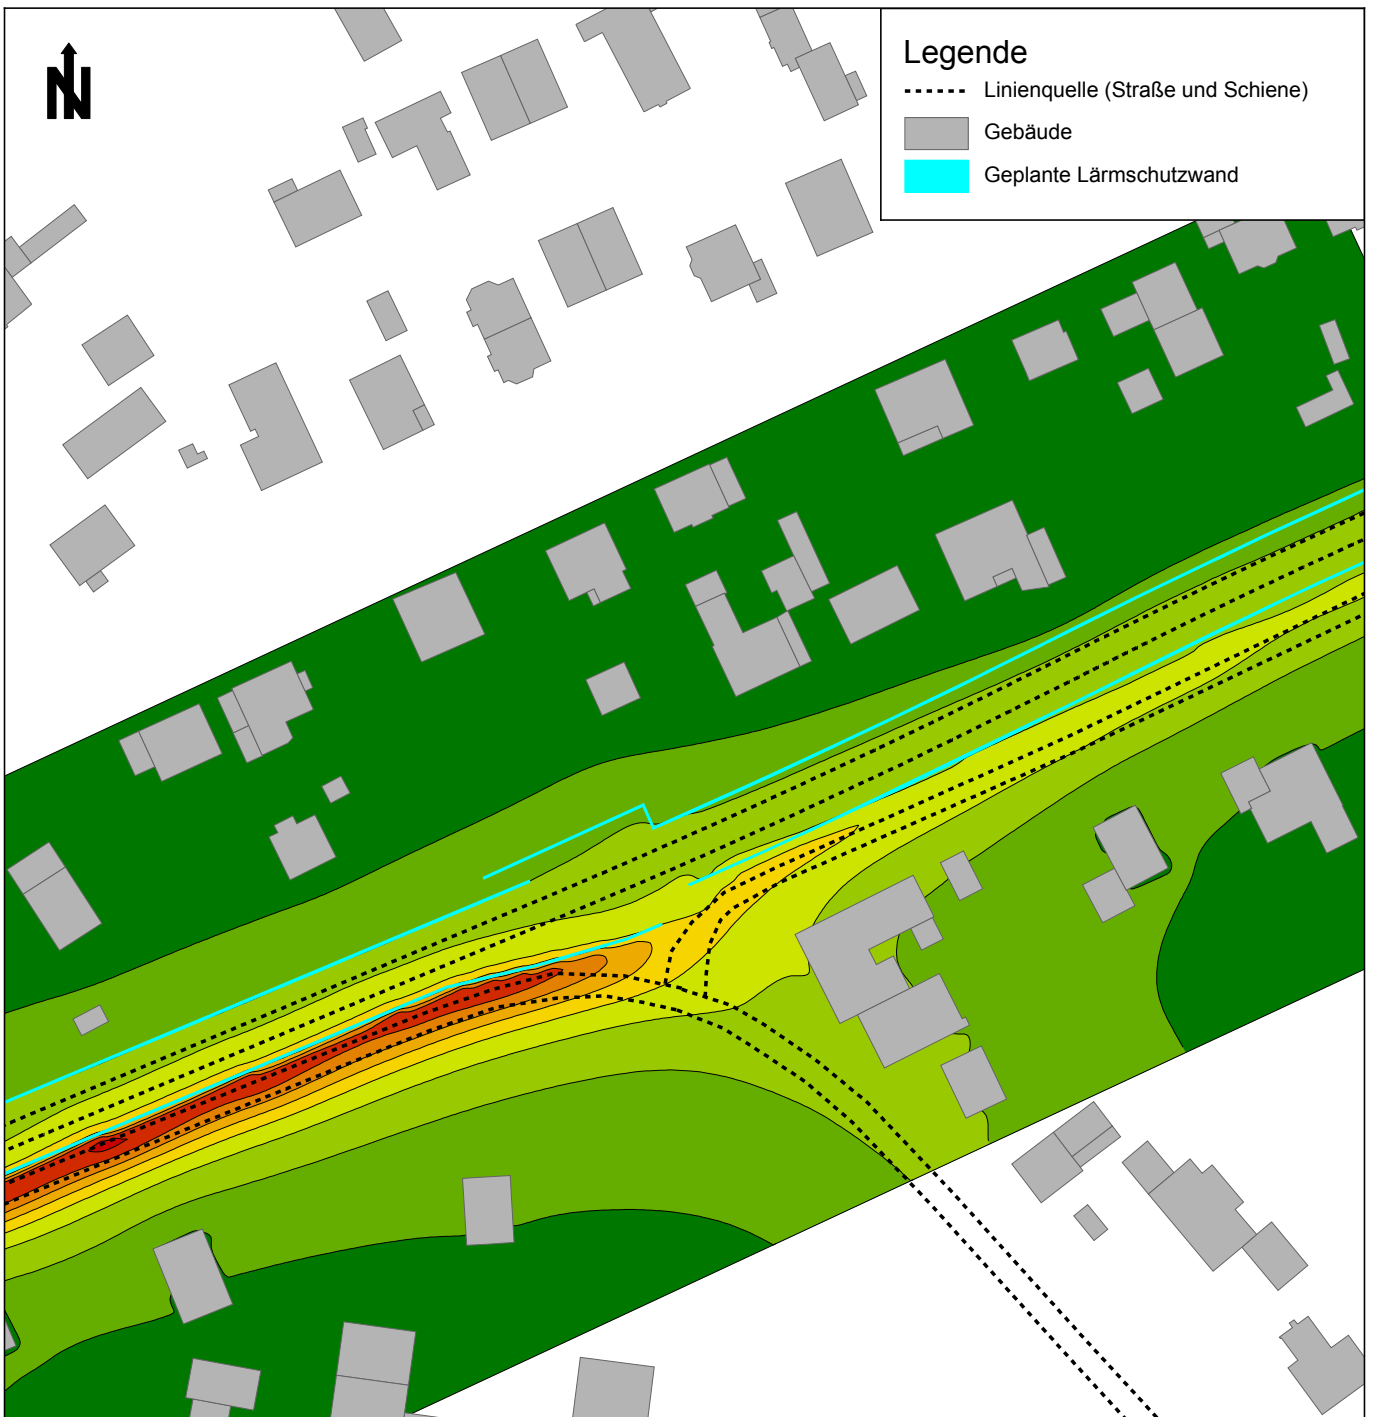 N
Legende
Linienquelle (Straße und Schiene)
Gebäude
Geplante Lärmschutzwand